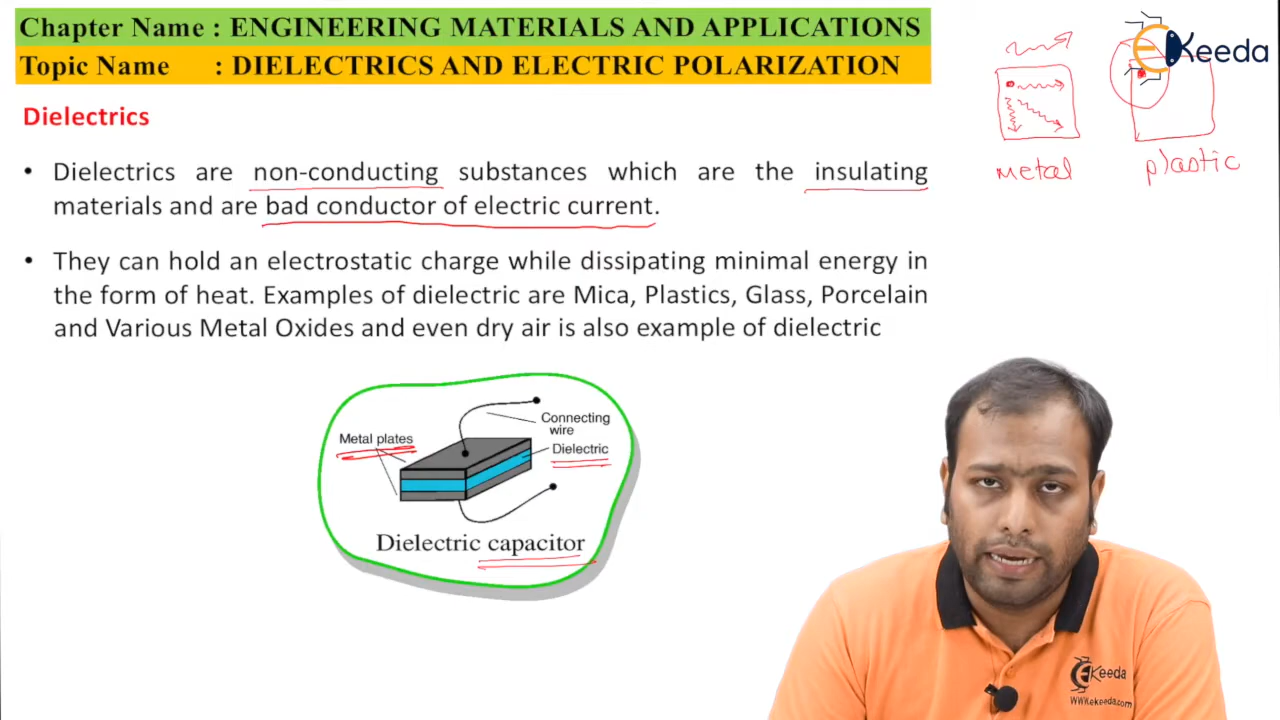 Chapter Name : ENGINEERING MATERIALS AND APPLICATIONS
Topic Name : DIELECTRICS AND ELECTRIC POLARIZATION
eKeeda
Dielectrics
• Dielectrics are non-conducting substances which are the insulating
materials and are bad conductor of electric current.
metal
plastic
• They can hold an electrostatic charge while dissipating minimal energy in
the form of heat. Examples of dielectric are Mica, Plastics, Glass, Porcelain
and Various Metal Oxides and even dry air is also example of dielectric
Connecting
wire
Metal plates
Dielectric
Dielectric capacitor
eKeeda
WWW.ekeeda.com